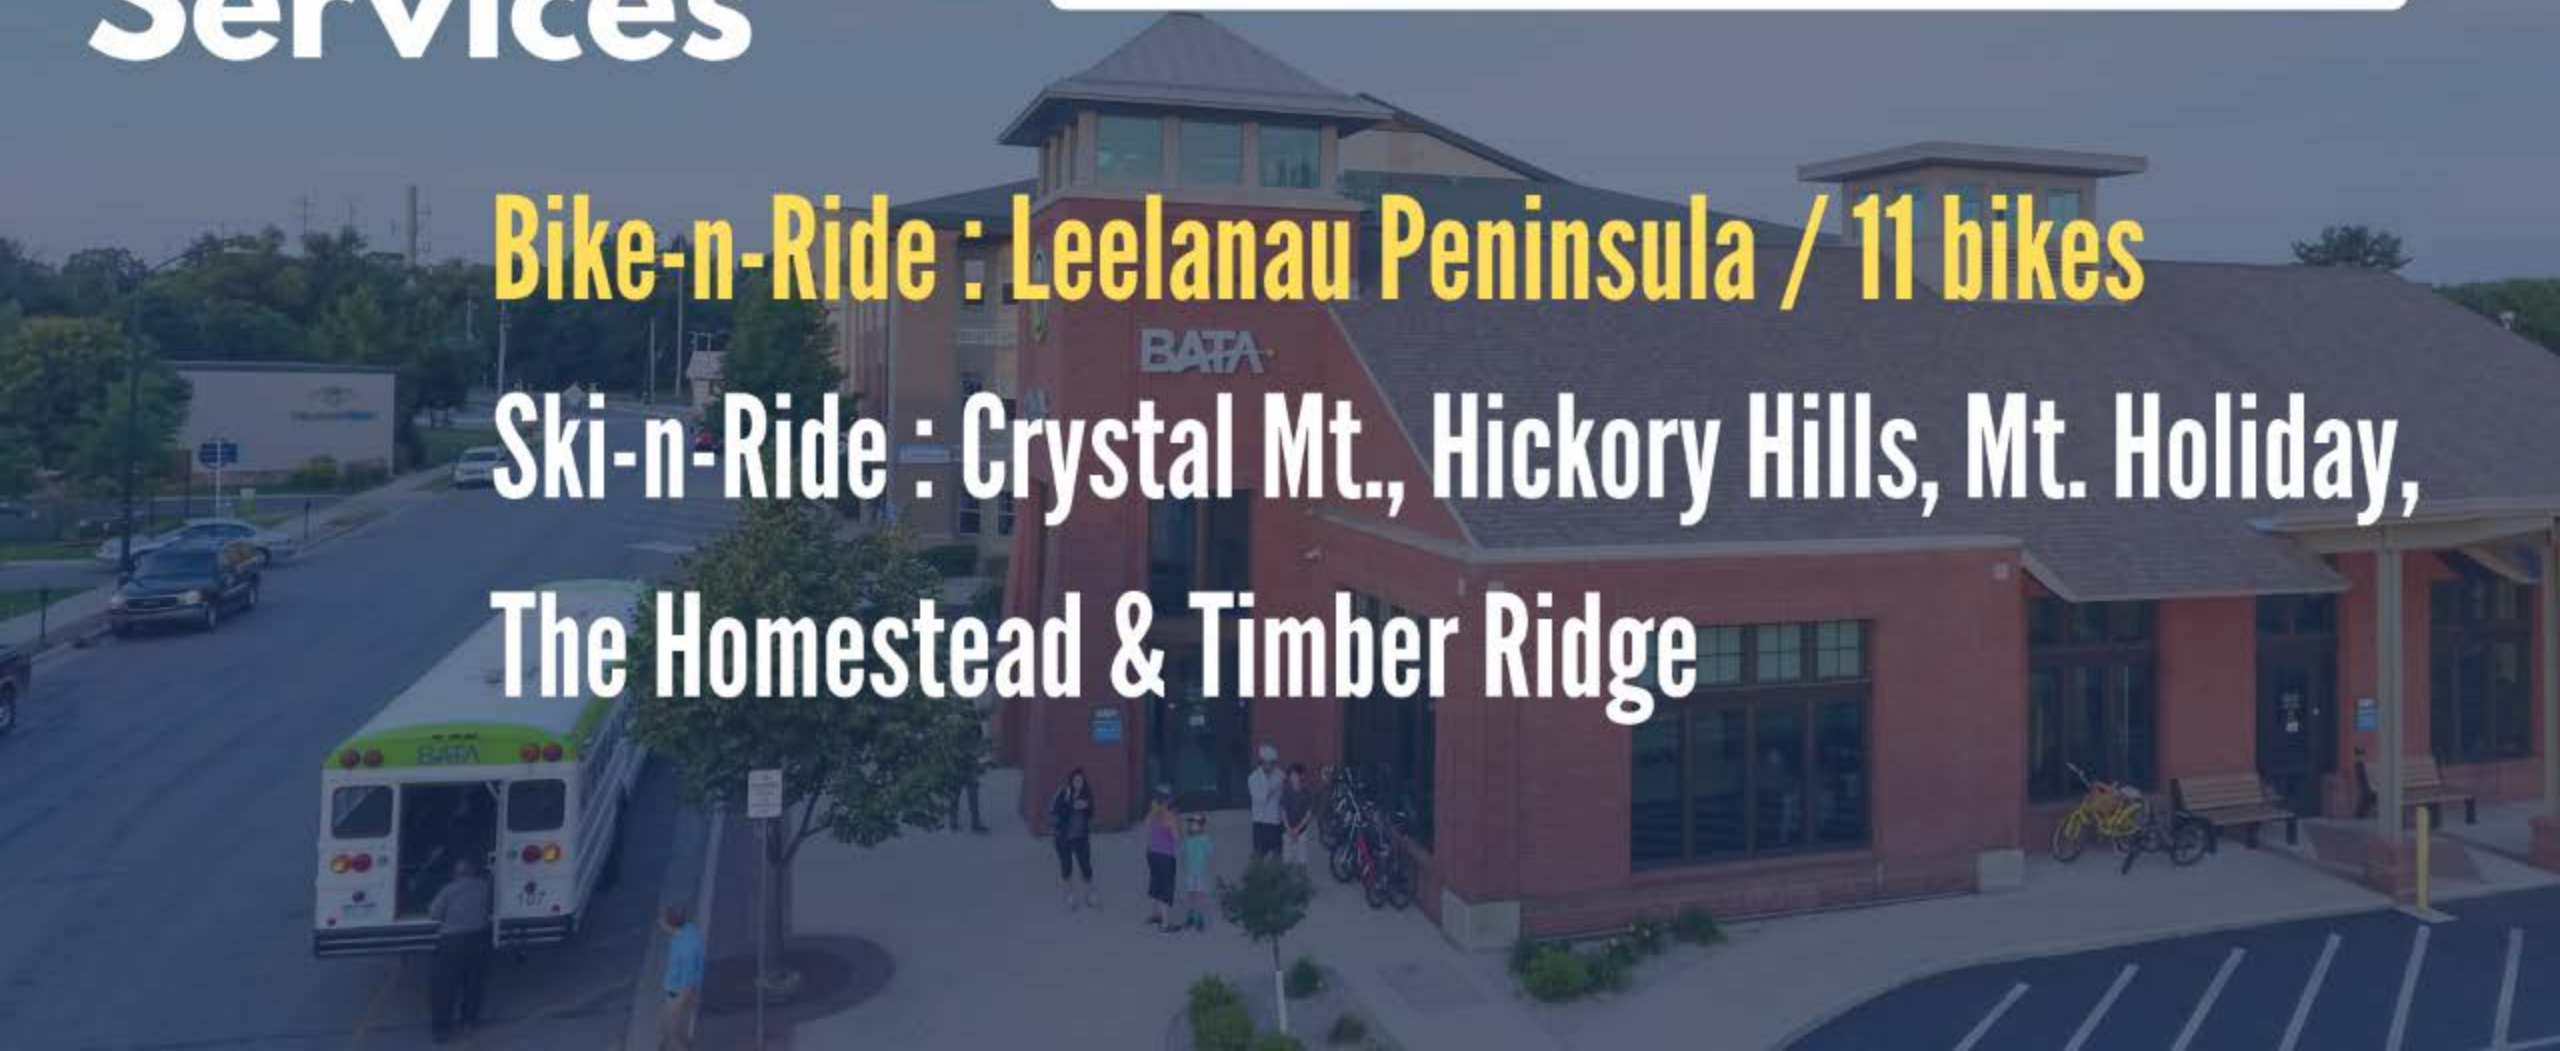 Services
Bike-n-Ride : Leelanau Peninsula / 11 bikes
BATA
Ski-n-Ride : Crystal Mt., Hickory Hills, Mt. Holiday,
The Homestead & Timber Ridge
BATA
107